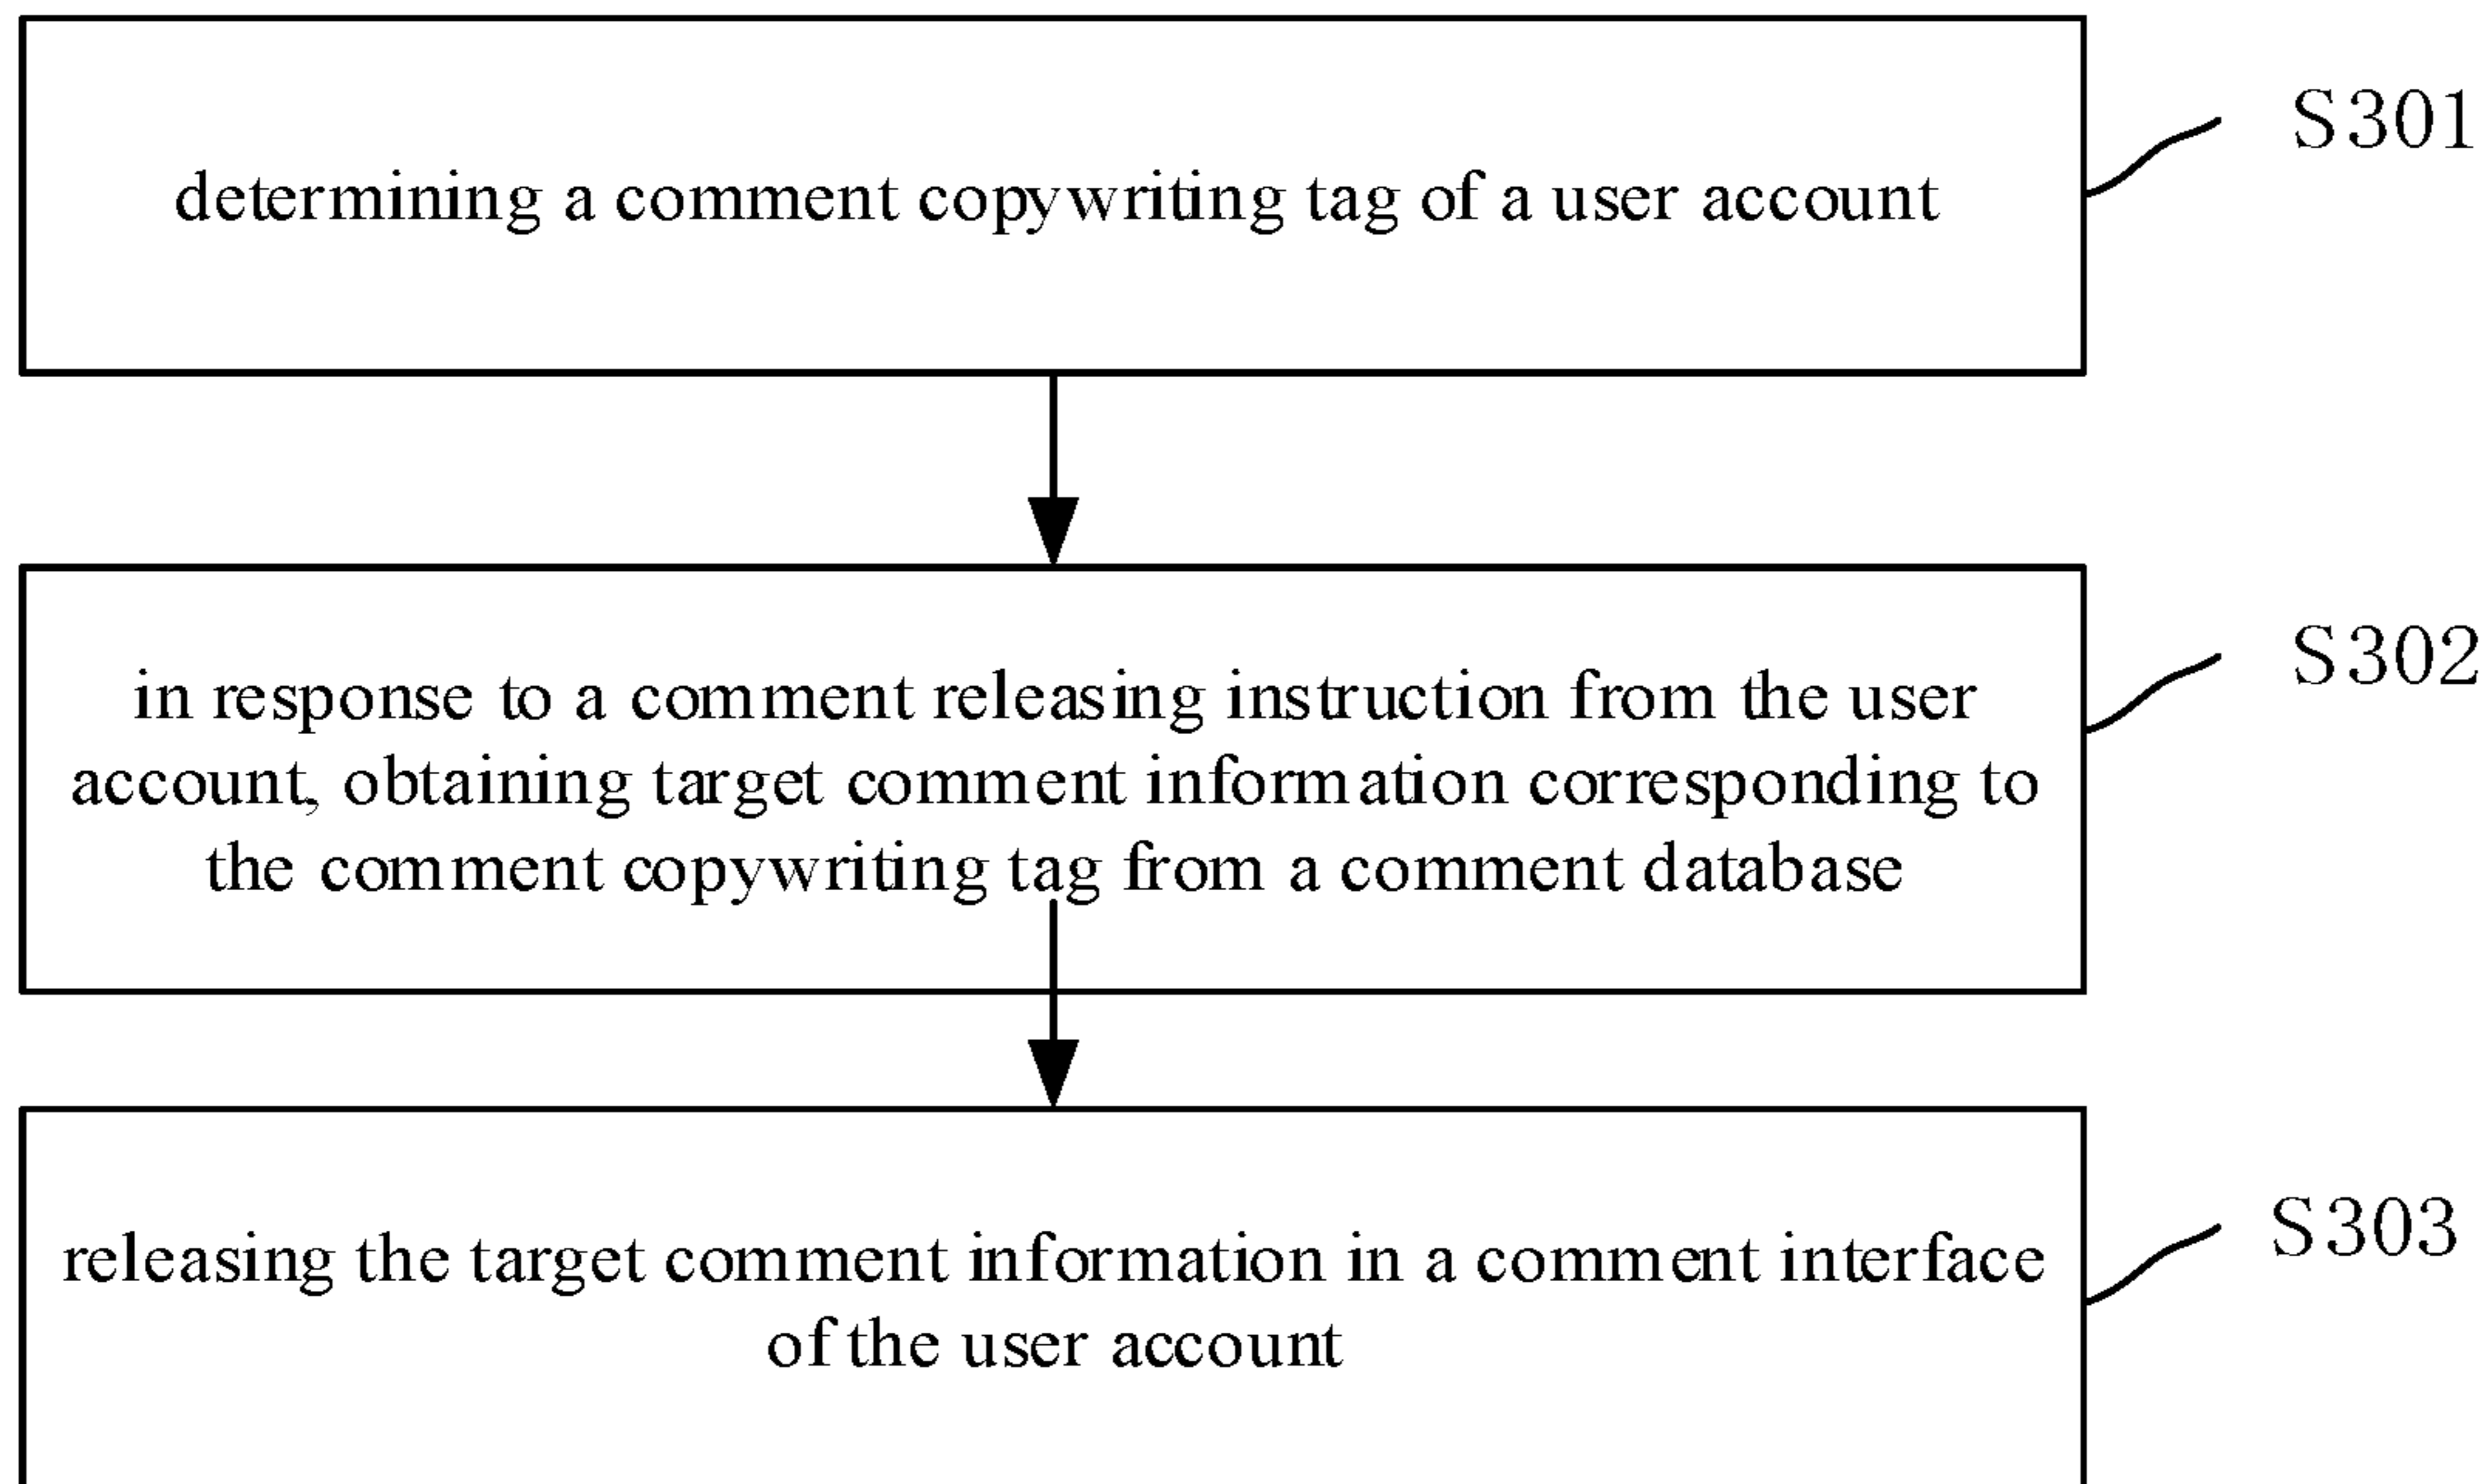 determining a comment copywriting tag of a user account
S301
in response to a comment releasing instruction from the user
account, obtaining target comment information corresponding to
the comment copywriting tag from a comment database
S302
releasing the target comment information in a comment interface
of the user account
S303